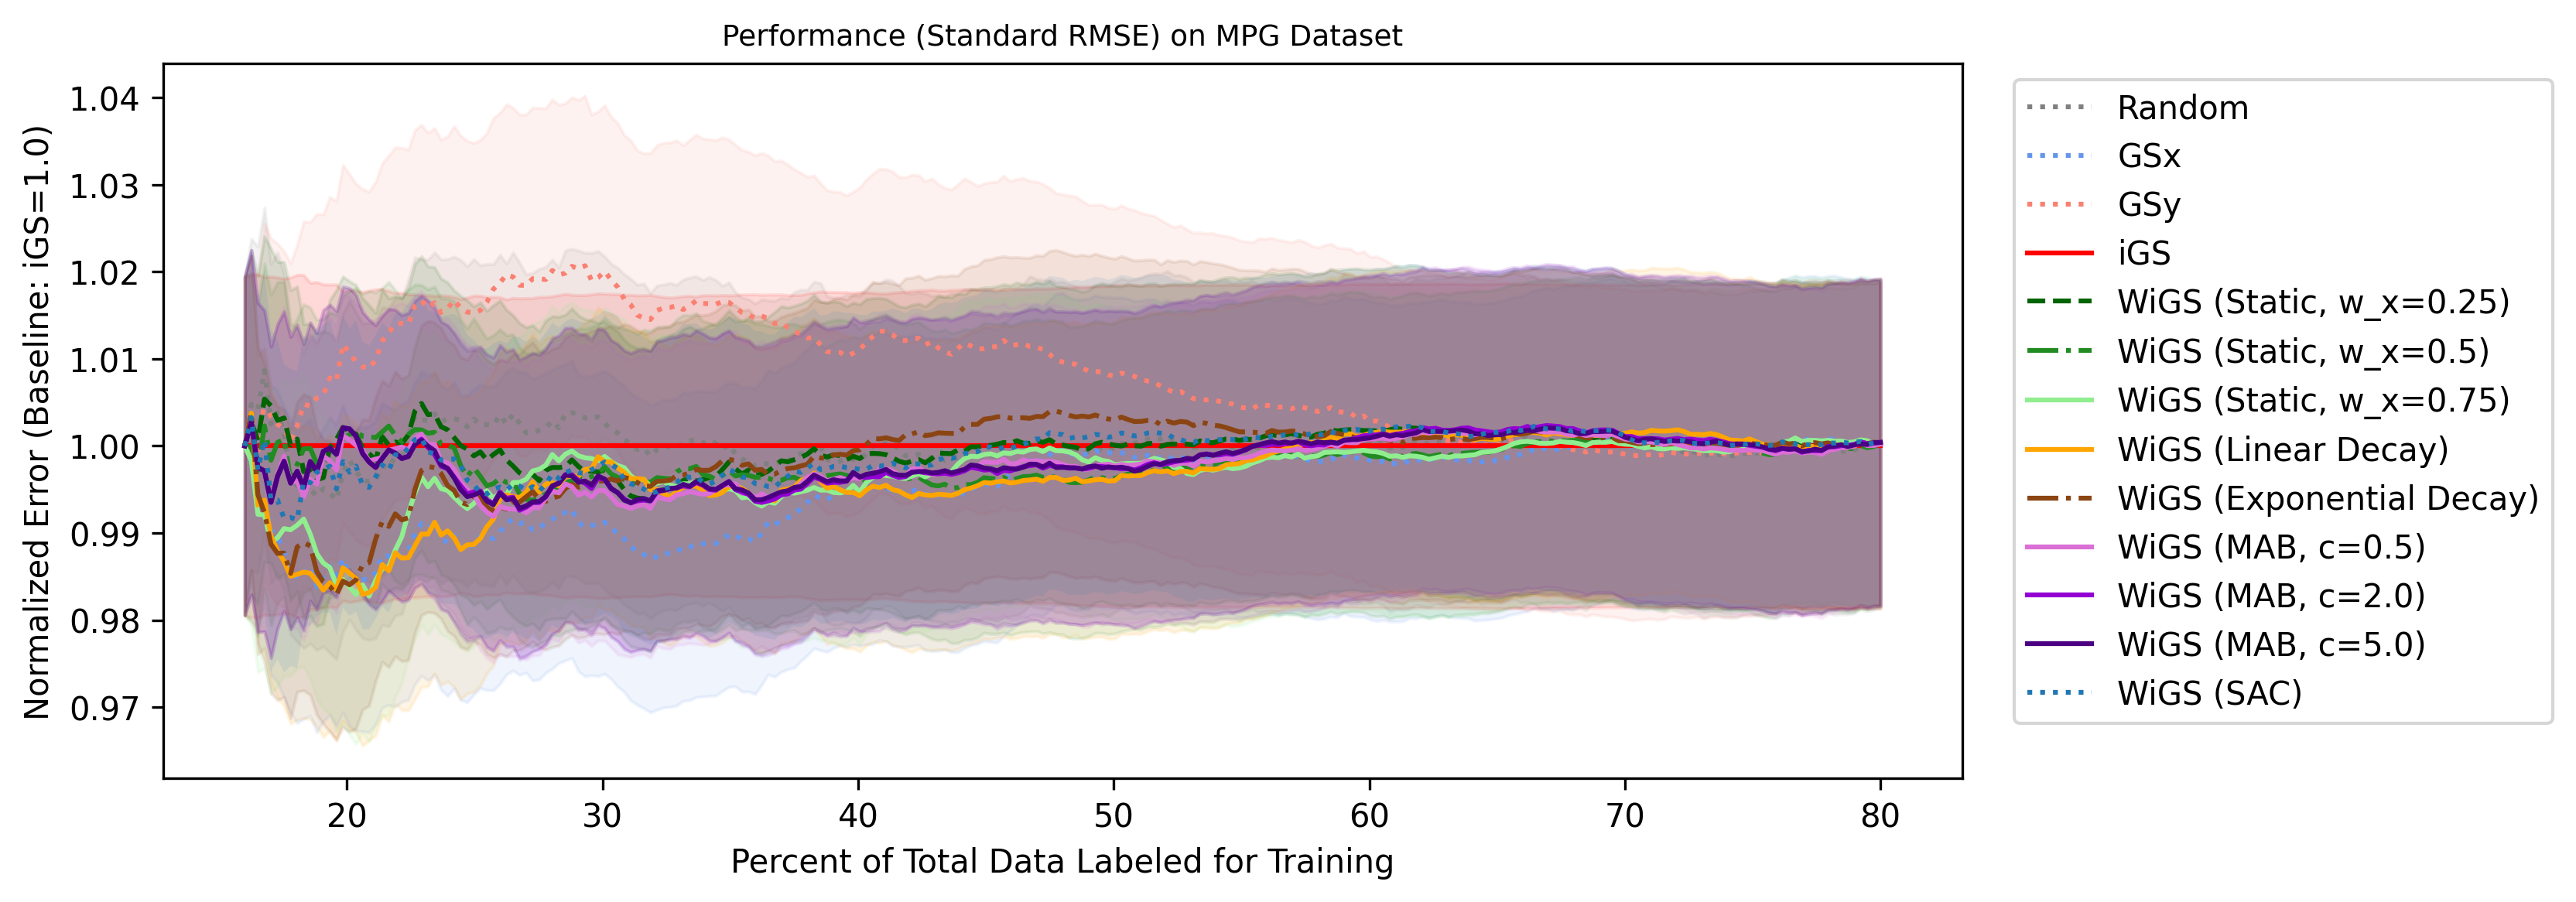 Performance (Standard RMSE) on MPG Dataset
Normalized Error (Baseline: iGS=1.0)
1.04
1.03
1.02
1.01
1.00
0.99
0.98
0.97
20 30 40 50 60 70 80
Percent of Total Data Labeled for Training
Random
GSx
GSy
iGS
WiGS (Static, w_x=0.25)
WiGS (Static, w_x=0.5)
WiGS (Static, w_x=0.75)
WiGS (Linear Decay)
WiGS (Exponential Decay)
WiGS (MAB, c=0.5)
WiGS (MAB, c=2.0)
WiGS (MAB, c=5.0)
WiGS (SAC)